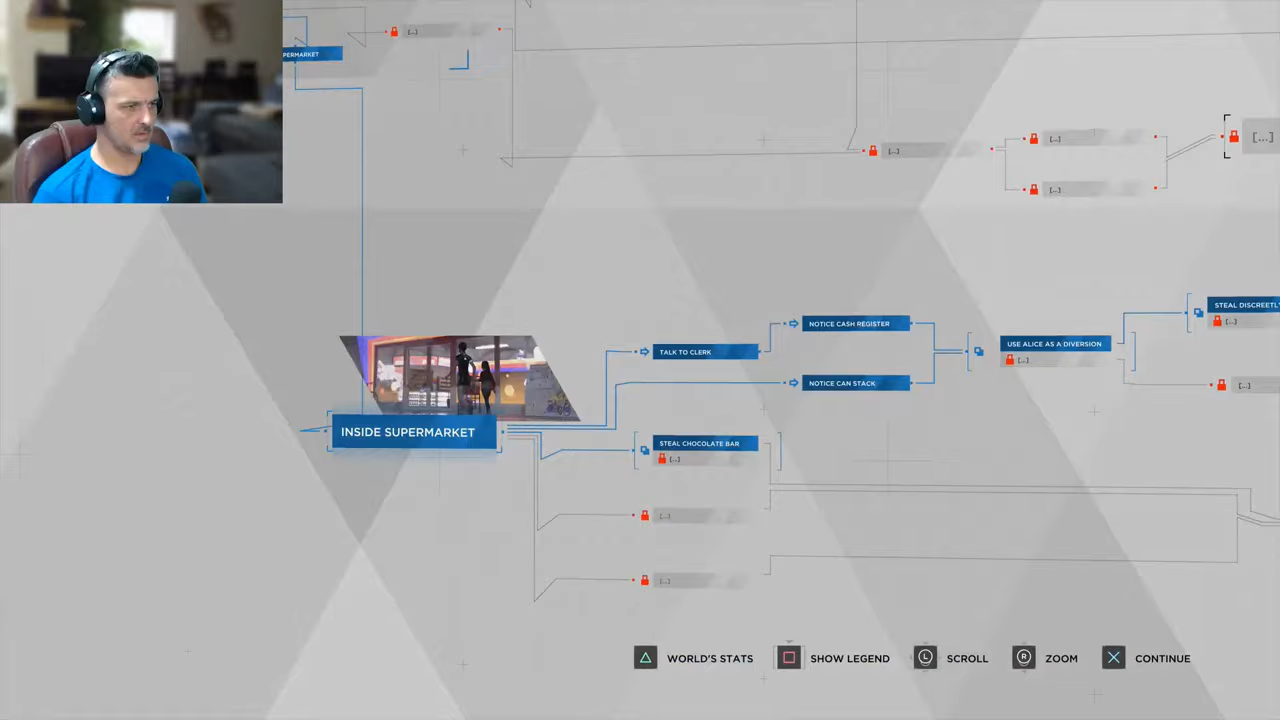 [...]
PERMARKET
[...]
[...]
[...]
[...]
STEAL DISCREETLY
[...]
NOTICE CASH REGISTER
USE ALICE AS A DIVERSION
[...]
TALK TO CLERK
NOTICE CAN STACK
[...]
INSIDE SUPERMARKET
STEAL CHOCOLATE BAR
[...]
[...]
[...]
WORLD'S STATS
SHOW LEGEND
L SCROLL
R ZOOM
CONTINUE